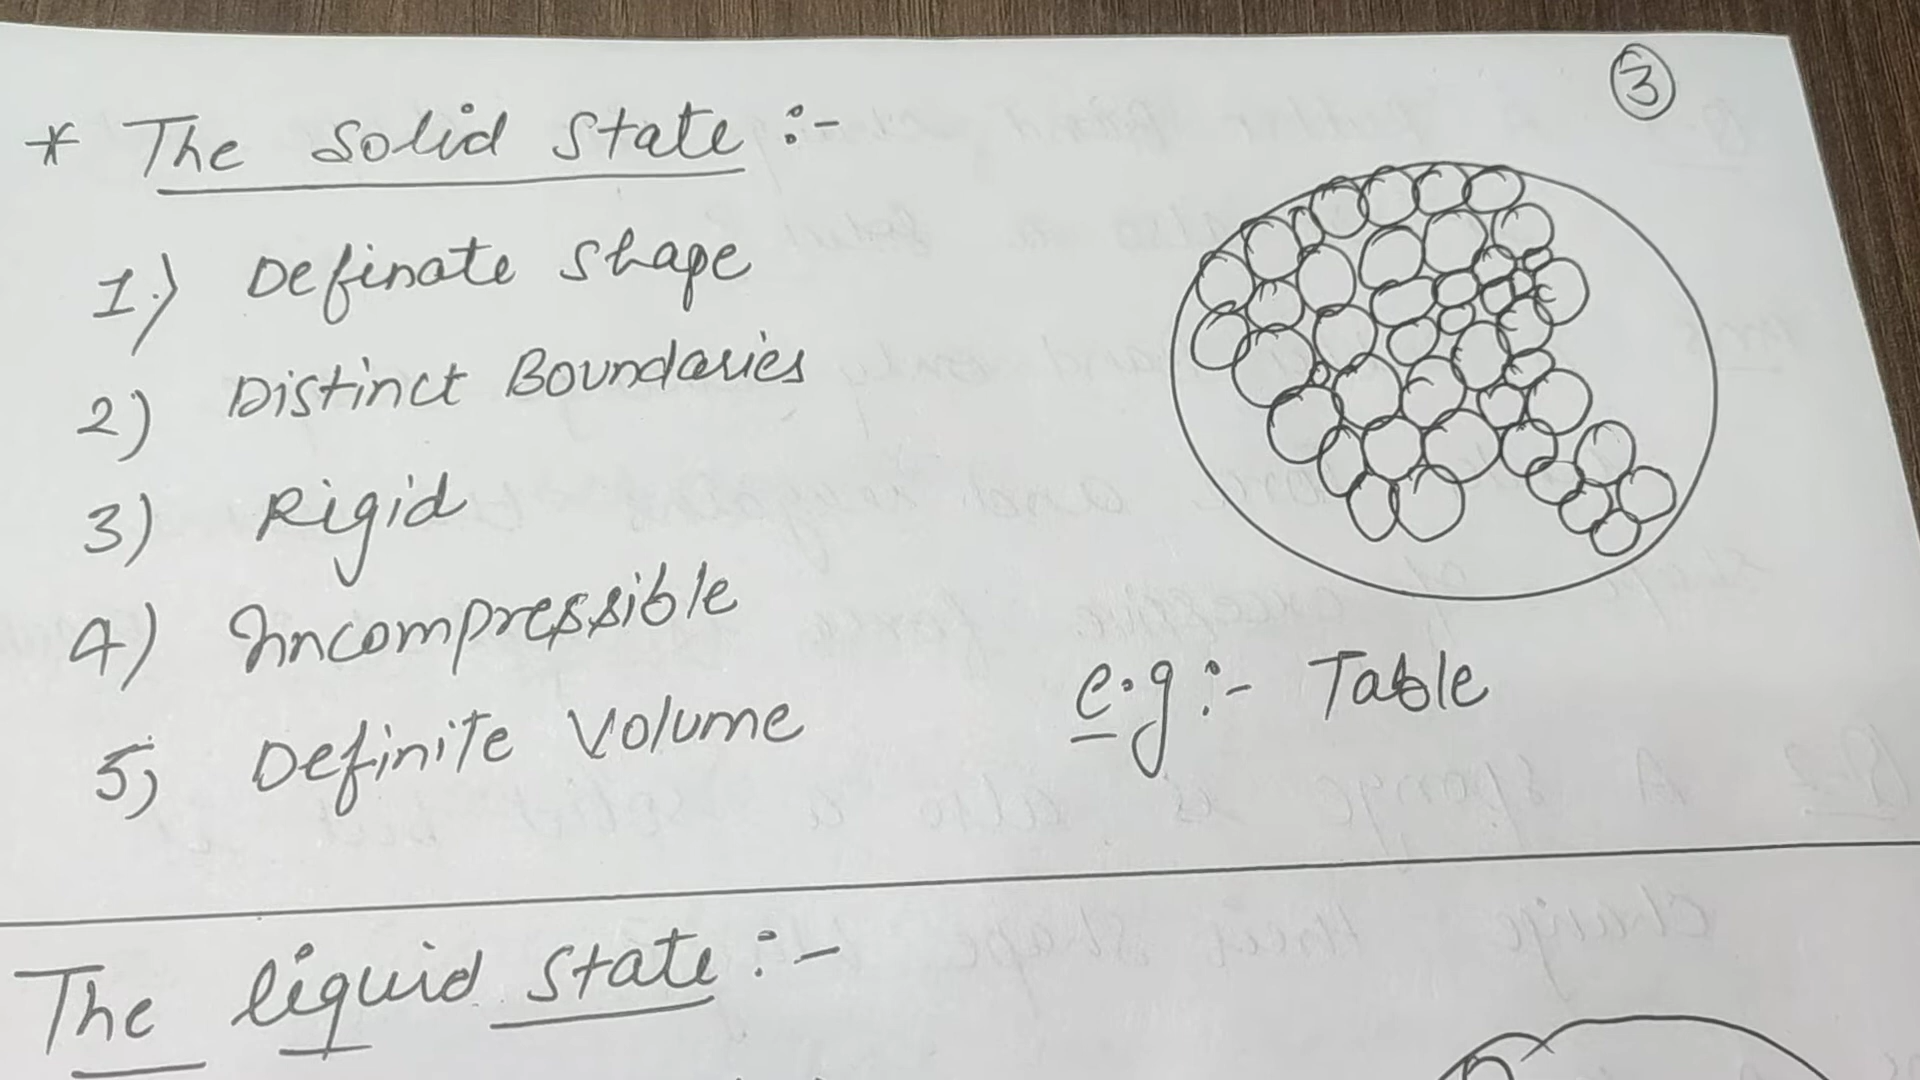 3
* The solid state :-
1.) Definate shape
2) Distinct Boundaries
3) Rigid
4) Incompressible
5) Definite Volume
e.g :- Table
The liquid state :-